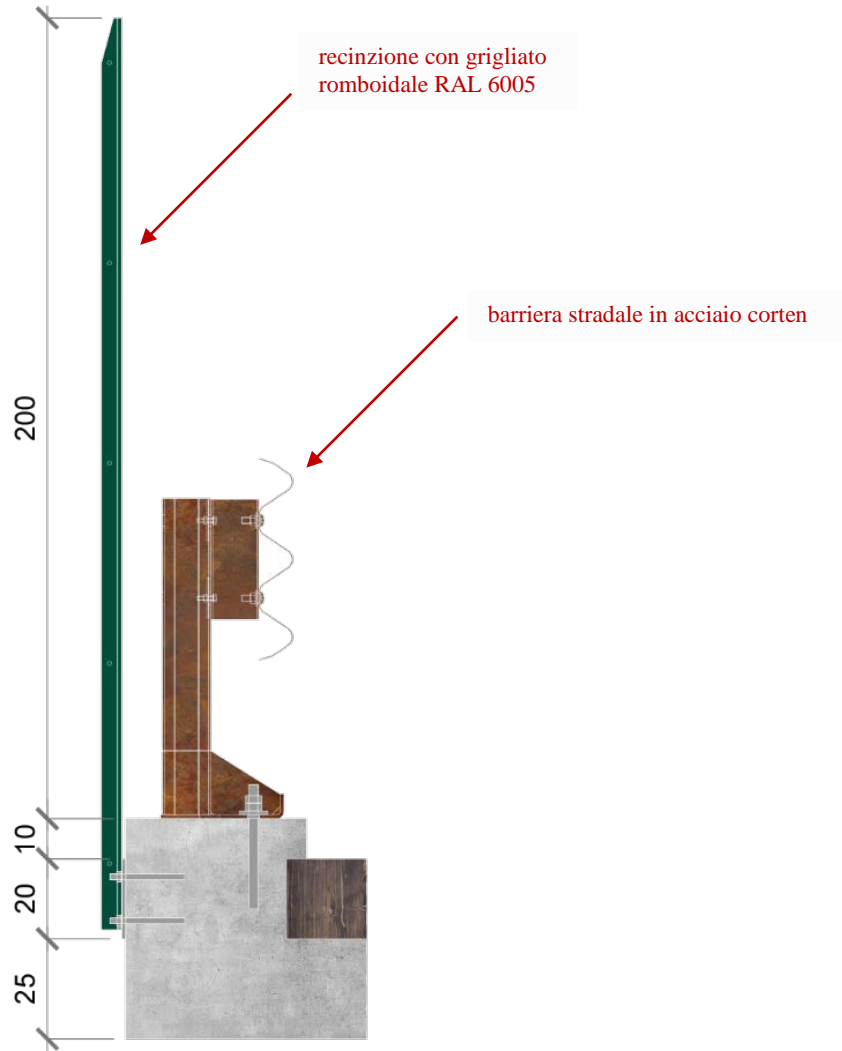 recinzione con grigliato
romboidale RAL 6005
barriera stradale in acciaio corten
200
10
20
25